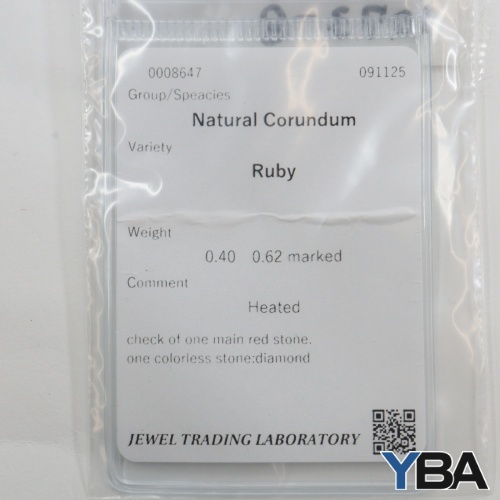 0008647 091125
Group/Speacies
Natural Corundum
Variety
Ruby
Weight
0.40 0.62 marked
Comment
Heated
check of one main red stone.
one colorless stone:diamond
JEWEL TRADING LABORATORY
YBA